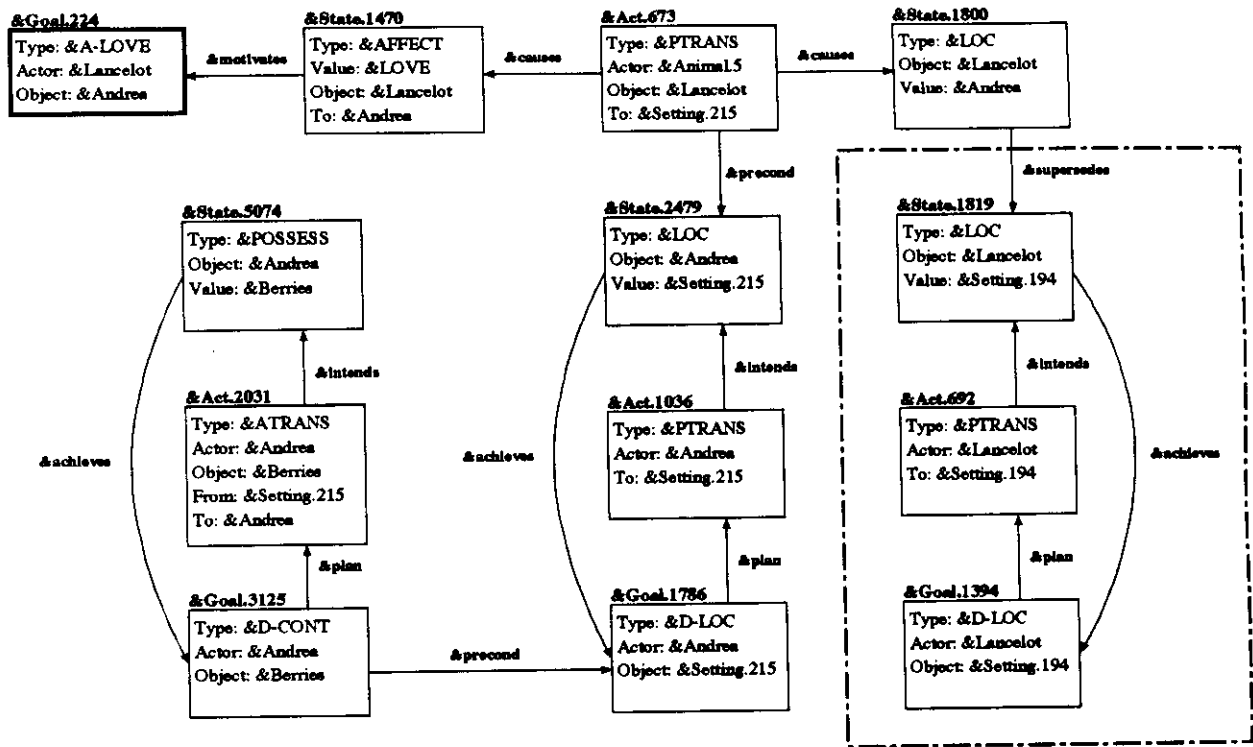 &Goal.224
Type: &A-LOVE
Actor: &Lancelot
Object: &Andrea
&motivates
&State.1470
Type: &AFFECT
Value: &LOVE
Object: &Lancelot
To: &Andrea
&causes
&Act.673
Type: &PTRANS
Actor: &Animal.5
Object: &Lancelot
To: &Setting.215
&causes
&State.1800
Type: &LOC
Object: &Lancelot
Value: &Andrea
&precond
&supersedes
&State.5074
Type: &POSSESS
Object: &Andrea
Value: &Berries
&State.2479
Type: &LOC
Object: &Andrea
Value: &Setting.215
&State.1819
Type: &LOC
Object: &Lancelot
Value: &Setting.194
&intends
&intends
&intends
&Act.2031
Type: &ATRANS
Actor: &Andrea
Object: &Berries
From: &Setting.215
To: &Andrea
&Act.1036
Type: &PTRANS
Actor: &Andrea
To: &Setting.215
&Act.692
Type: &PTRANS
Actor: &Lancelot
To: &Setting.194
&achieves
&achieves
&achieves
&plan
&plan
&plan
&Goal.3125
Type: &D-CONT
Actor: &Andrea
Object: &Berries
&precond
&Goal.1786
Type: &D-LOC
Actor: &Andrea
Object: &Setting.215
&Goal.1394
Type: &D-LOC
Actor: &Lancelot
Object: &Setting.194